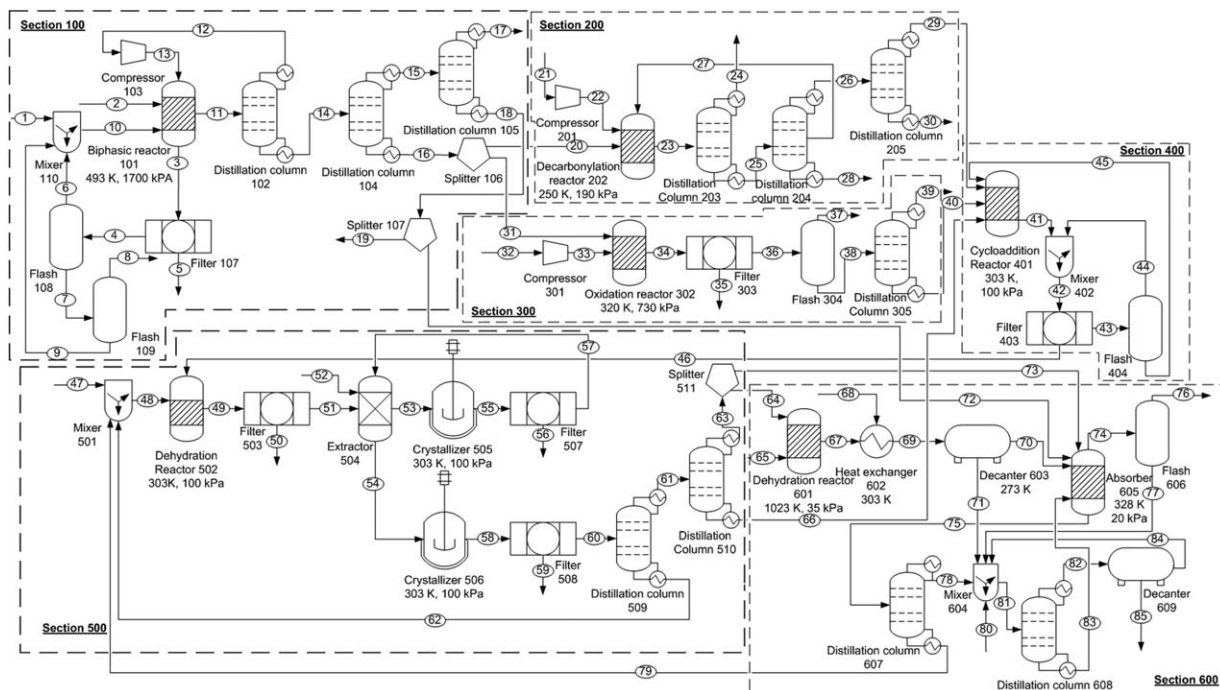 Section 100
12
13
Compressor
103
1
2
10
11
Mixer
110
Biphasic reactor
101
493 K, 1700 kPA
3
6
4
8
5
Filter 107
Flash
108
7
9
Flash
109
Distillation column
102
14
15
16
Distillation column
104
17
18
Distillation column 105
Splitter 106
Splitter
107
19
Section 200
21
22
Compressor
201
20
Decarbonylation
reactor 202
250 K, 190 kPa
23
24
27
25
Distillation
Column 203
26
28
Distillation
column 204
29
30
Distillation column
205
Section 300
31
32
33
Compressor
301
34
Oxidation reactor 302
320 K, 730 kPa
35
Filter
303
36
37
38
Flash 304
39
40
Distillation
Column 305
Section 400
45
41
Cycloaddition
Reactor 401
303 K,
100 kPa
Mixer
402
42
44
Filter
403
43
Flash
404
46
Section 500
47
48
Mixer
501
49
Dehydration
Reactor 502
303K, 100 kPa
50
Filter
503
51
52
53
Extractor
504
54
55
Crystallizer 505
303 K, 100 kPa
56
57
Filter
507
58
Crystallizer 506
303 K, 100 kPa
59
Filter
508
60
61
62
Distillation column
509
63
Splitter
511
Distillation
Column 510
64
65
66
Dehydration reactor
601
1023 K, 35 kPa
67
68
69
Heat exchanger
602
303 K
70
71
Decanter 603
273 K
72
73
74
75
Absorber
605
328 K
20 kPa
76
77
Flash
606
78
79
Distillation column
607
Mixer
604
80
81
82
83
Distillation column 608
84
85
Decanter
609
Section 600